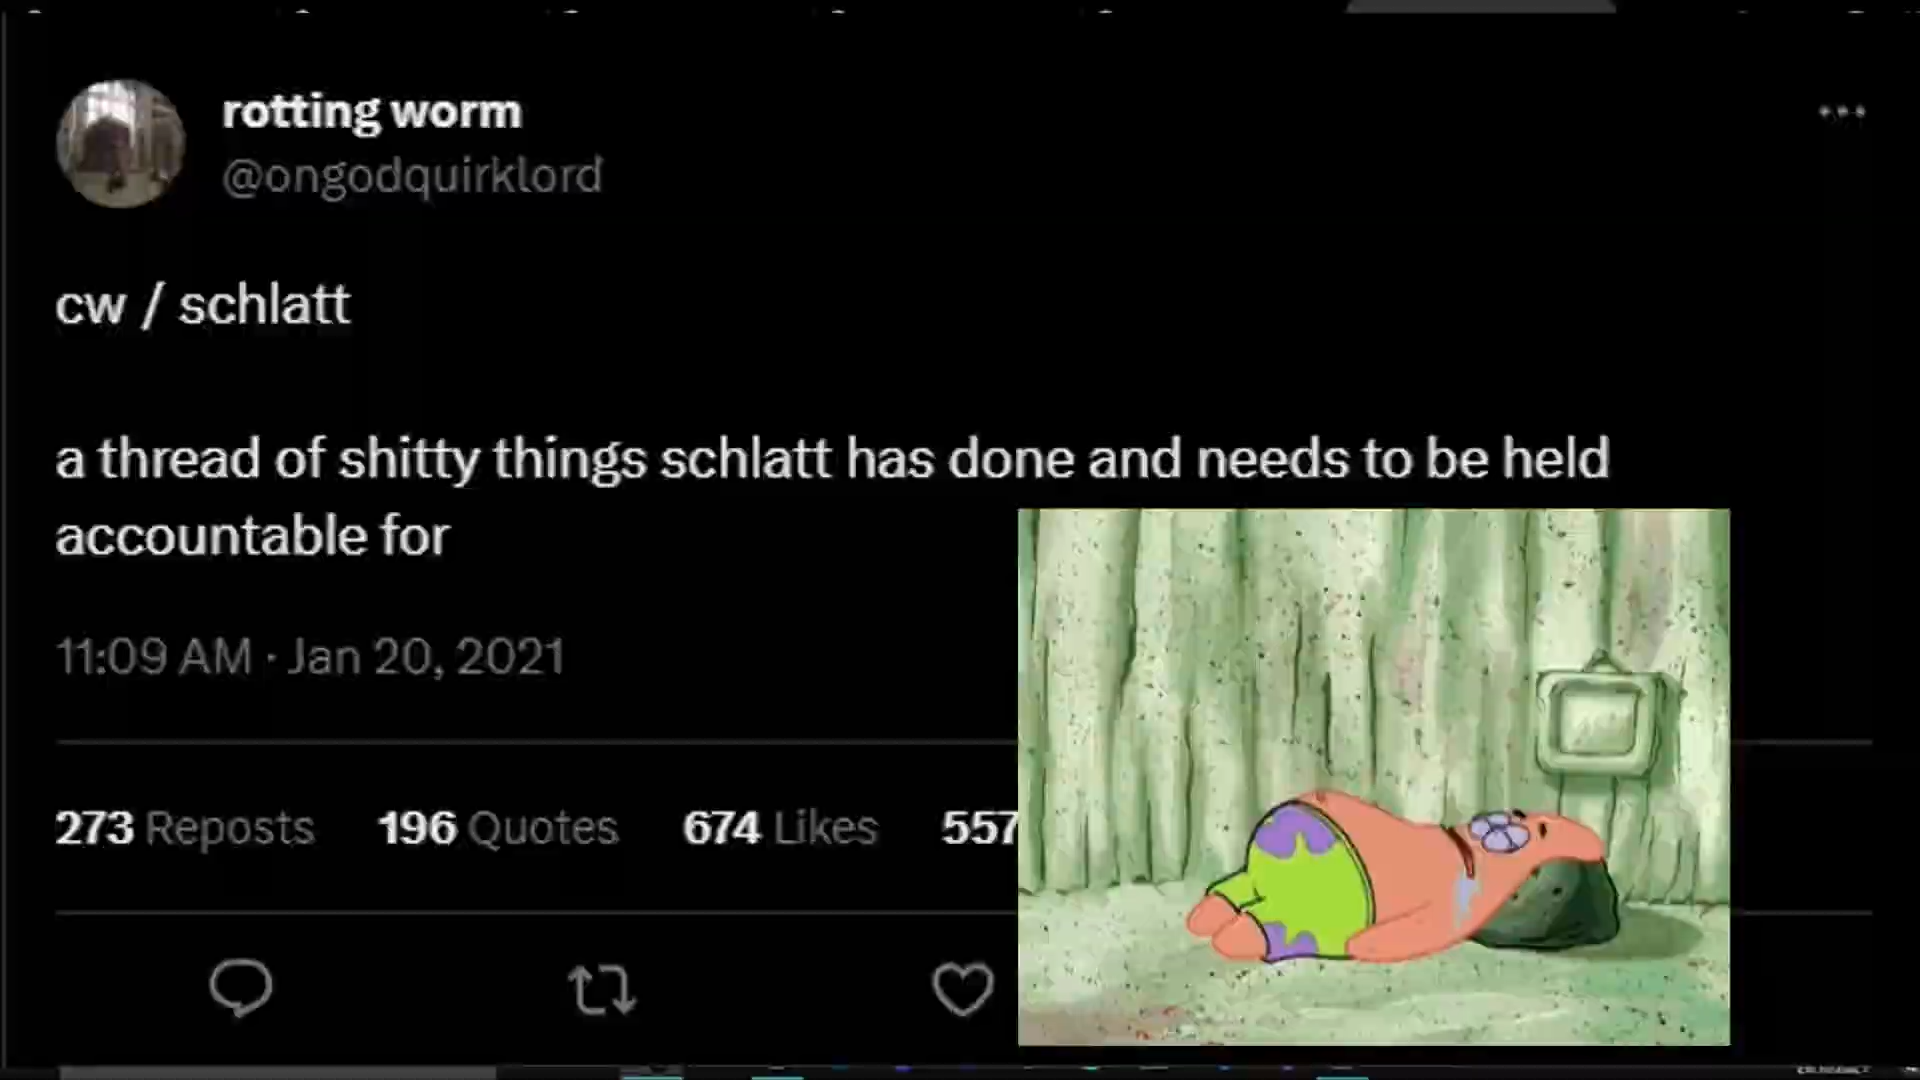 rotting worm
@ongodquirklord
cw / schlatt
a thread of shitty things schlatt has done and needs to be held
accountable for
11:09 AM · Jan 20, 2021
273 Reposts 196 Quotes 674 Likes 557